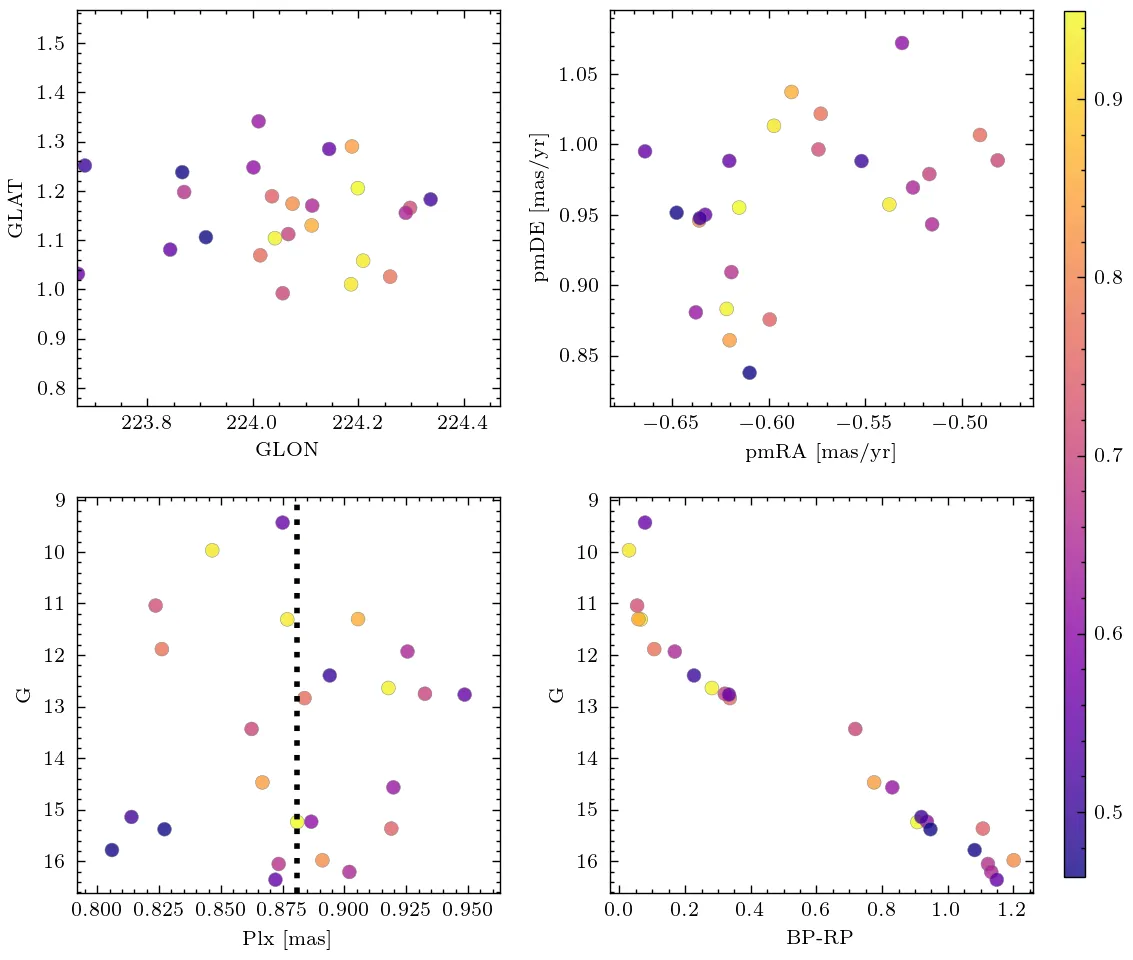 1.5
1.4
1.3
1.2
1.1
1.0
0.9
0.8
GLAT
223.8 224.0 224.2 224.4
GLON
1.05
1.00
0.95
0.90
0.85
pmDE [mas/yr]
−0.65 −0.60 −0.55 −0.50
pmRA [mas/yr]
0.9
0.8
0.7
0.6
0.5
9
10
11
12
13
14
15
16
G
0.800 0.825 0.850 0.875 0.900 0.925 0.950
Plx [mas]
9
10
11
12
13
14
15
16
G
0.0 0.2 0.4 0.6 0.8 1.0 1.2
BP-RP